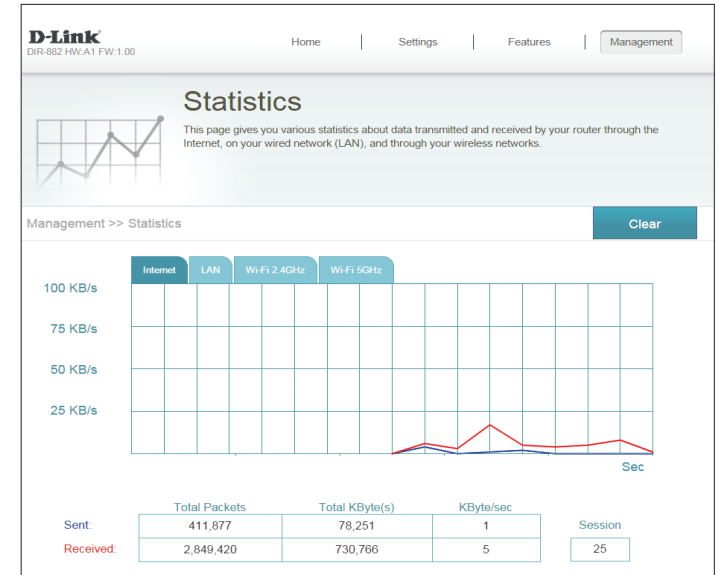 D-Link
DIR-882 HW:A1 FW:1.00
Home Settings Features Management
Statistics
This page gives you various statistics about data transmitted and received by your router through the
Internet, on your wired network (LAN), and through your wireless networks.
Management >> Statistics Clear
Internet LAN Wi-Fi 2.4GHz Wi-Fi 5GHz
100 KB/s
75 KB/s
50 KB/s
25 KB/s
Sec
Total Packets Total KByte(s) KByte/sec
Sent: 411,877 78,251 1 Session
Received: 2,849,420 730,766 5 25